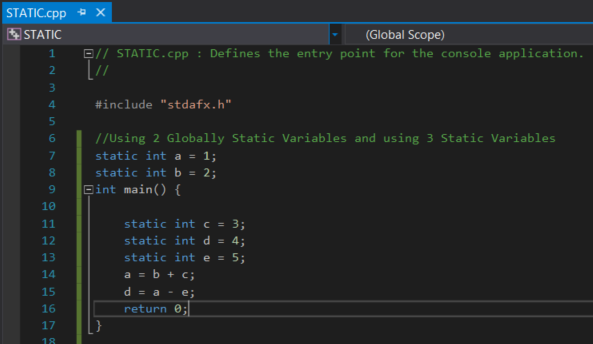 STATIC.cpp
STATIC (Global Scope)
1 // STATIC.cpp : Defines the entry point for the console application.
2 //
3
4 #include "stdafx.h"
5
6 //Using 2 Globally Static Variables and using 3 Static Variables
7 static int a = 1;
8 static int b = 2;
9 int main() {
10
11 static int c = 3;
12 static int d = 4;
13 static int e = 5;
14 a = b + c;
15 d = a - e;
16 return 0;
17 }
18